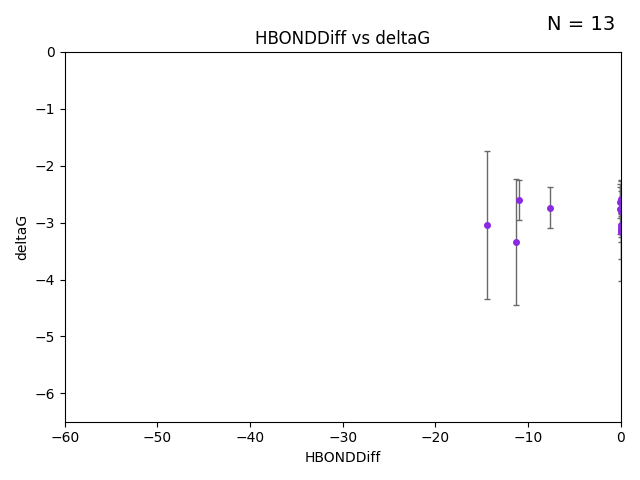 N = 13
HBONDDiff vs deltaG
0
−1
−2
−3
−4
−5
−6
deltaG
−60 −50 −40 −30 −20 −10 0
HBONDDiff